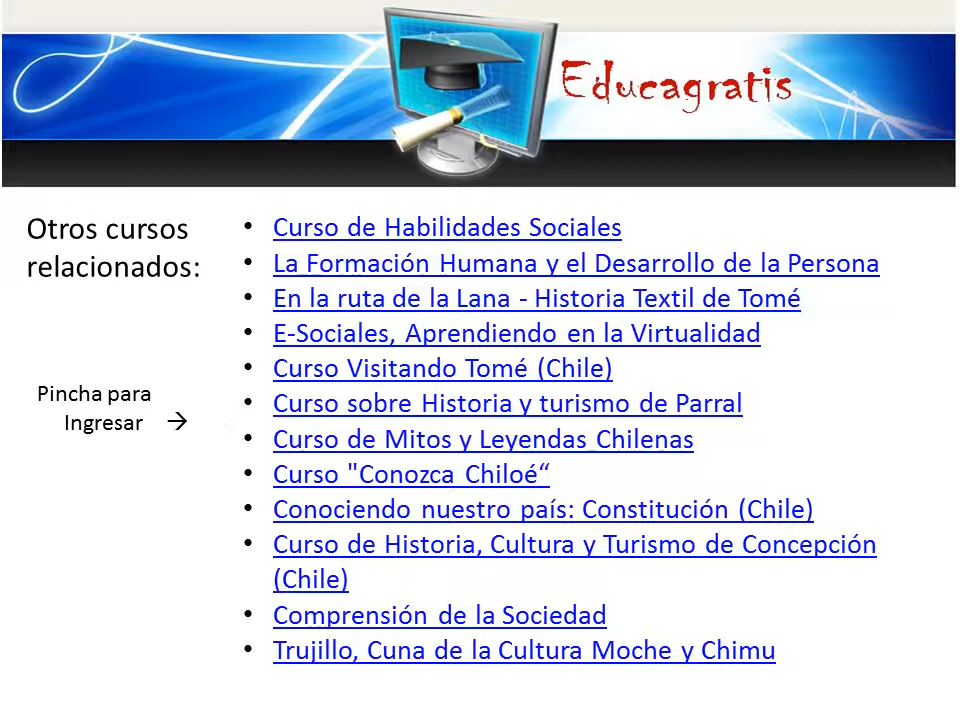 Educagratis
Otros cursos
relacionados:
Pincha para
Ingresar →
• Curso de Habilidades Sociales
• La Formación Humana y el Desarrollo de la Persona
• En la ruta de la Lana - Historia Textil de Tomé
• E-Sociales, Aprendiendo en la Virtualidad
• Curso Visitando Tomé (Chile)
• Curso sobre Historia y turismo de Parral
• Curso de Mitos y Leyendas Chilenas
• Curso "Conozca Chiloé“
• Conociendo nuestro país: Constitución (Chile)
• Curso de Historia, Cultura y Turismo de Concepción
(Chile)
• Comprensión de la Sociedad
• Trujillo, Cuna de la Cultura Moche y Chimu